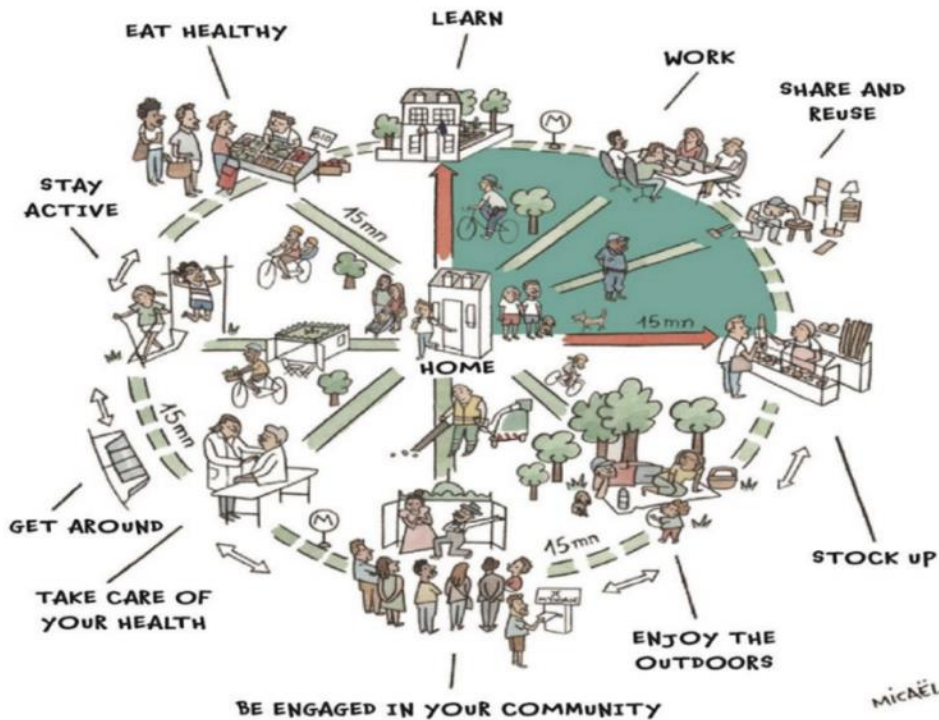 LEARN
EAT HEALTHY
WORK
SHARE AND
REUSE
BIO
M
STAY
ACTIVE
15mn
15mn
HOME
15mn
GET AROUND
M
15mn
STOCK UP
TAKE CARE OF
YOUR HEALTH
ENJOY THE
OUTDOORS
BE ENGAGED IN YOUR COMMUNITY
MiCAËL